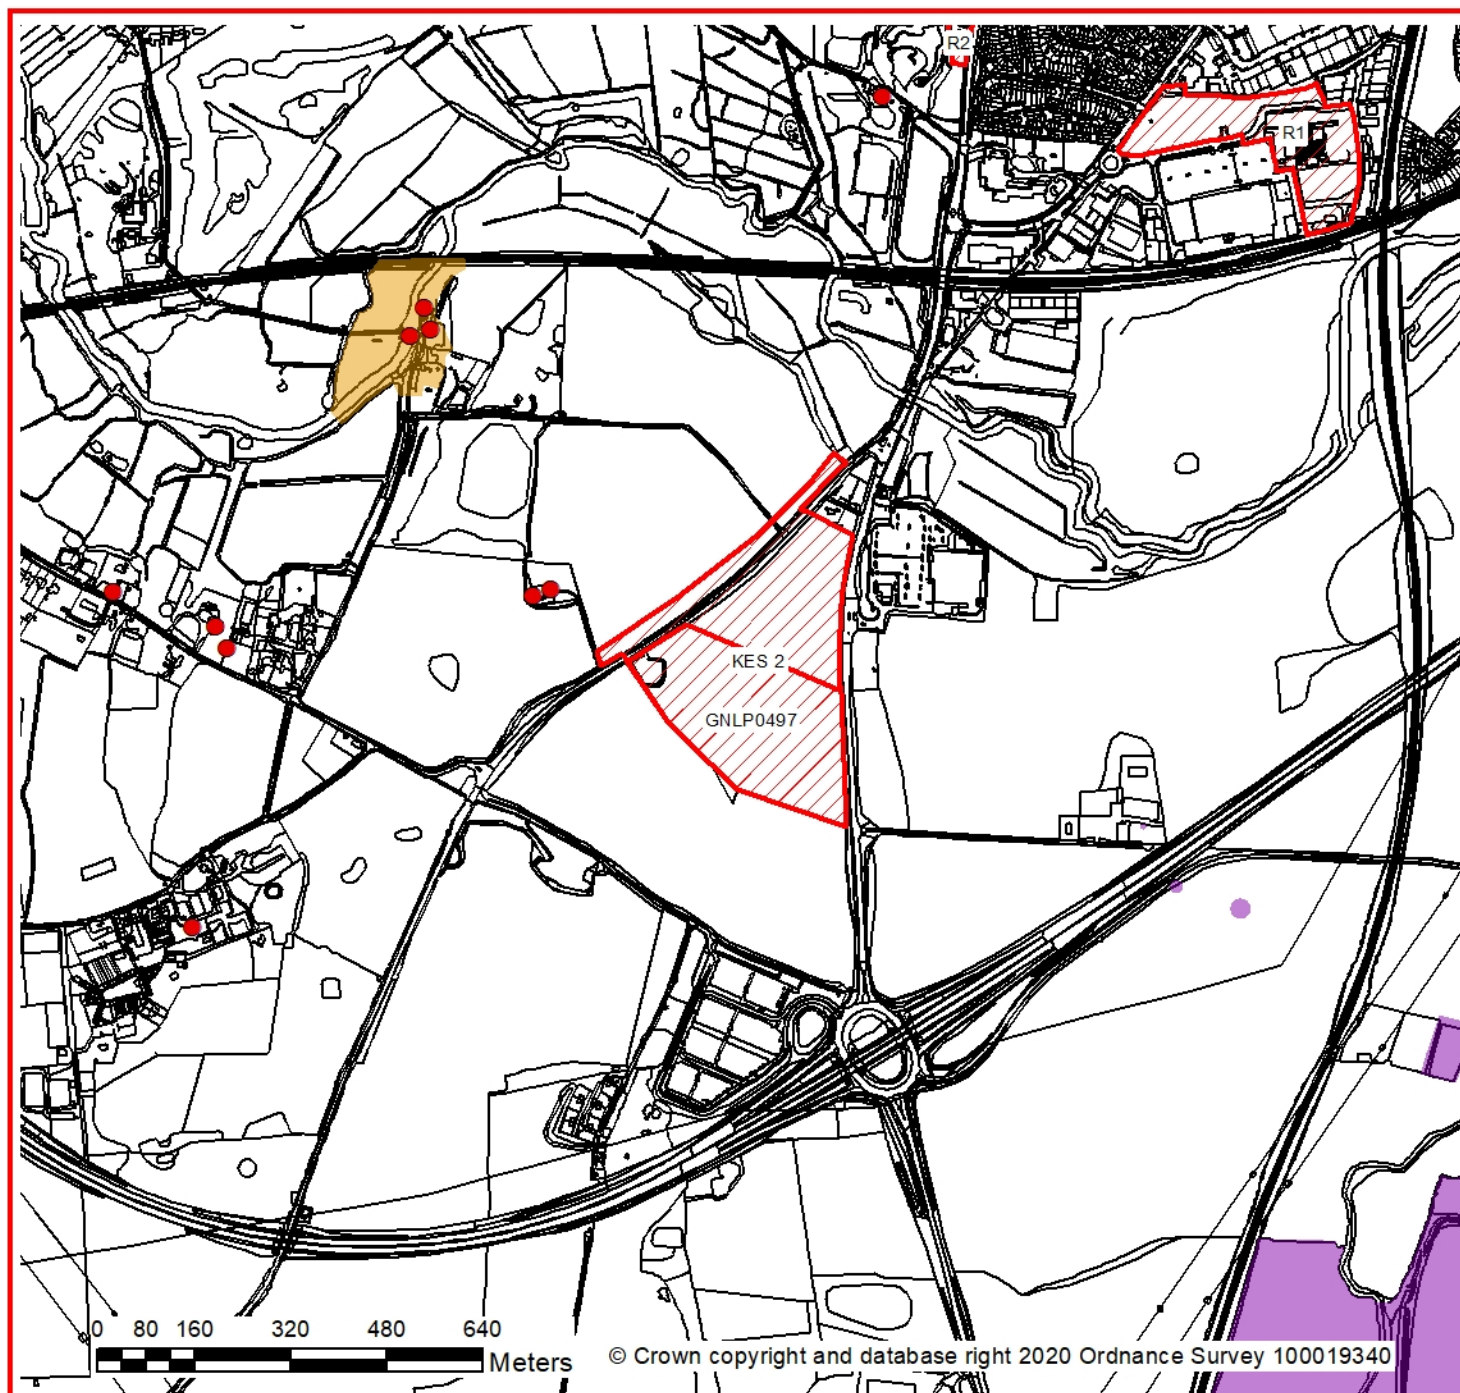 R2
R1
KES 2
GNLP0497
0 80 160 320 480 640
Meters
© Crown copyright and database right 2020 Ordnance Survey 100019340